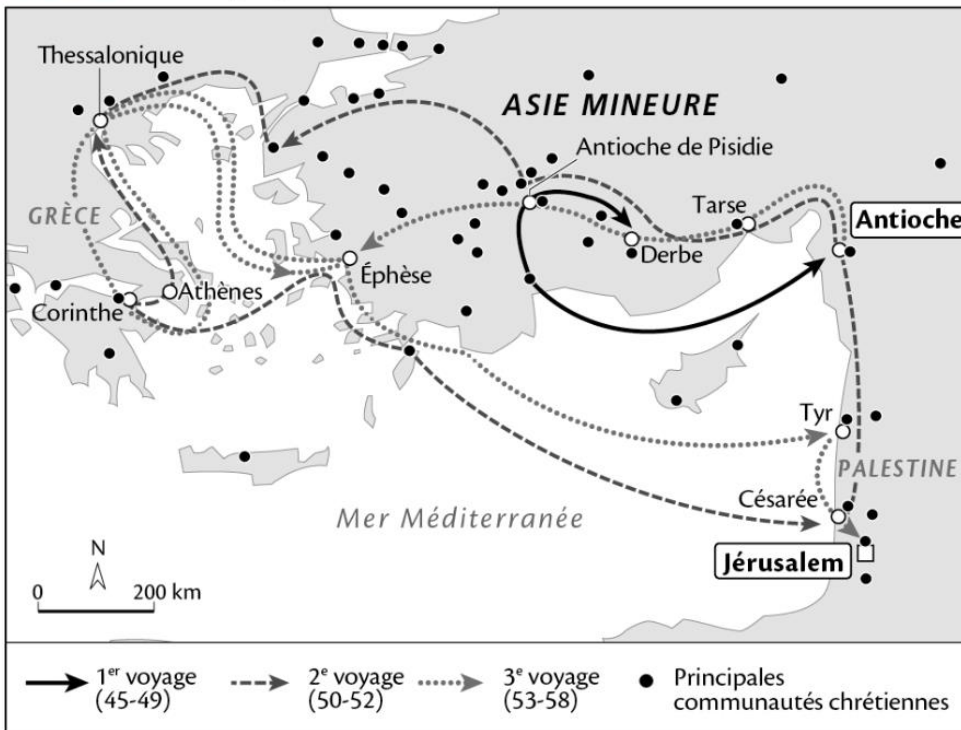 Thessalonique
ASIE MINEURE
Antioche de Pisidie
GRÈCE
Tarse
Antioche
Derbe
Éphèse
Athènes
Corinthe
Tyr
PALESTINE
Césarée
Mer Méditerranée
Jérusalem
N
0 200 km
1er voyage
(45-49)
2e voyage
(50-52)
3e voyage
(53-58)
Principales
communautés chrétiennes